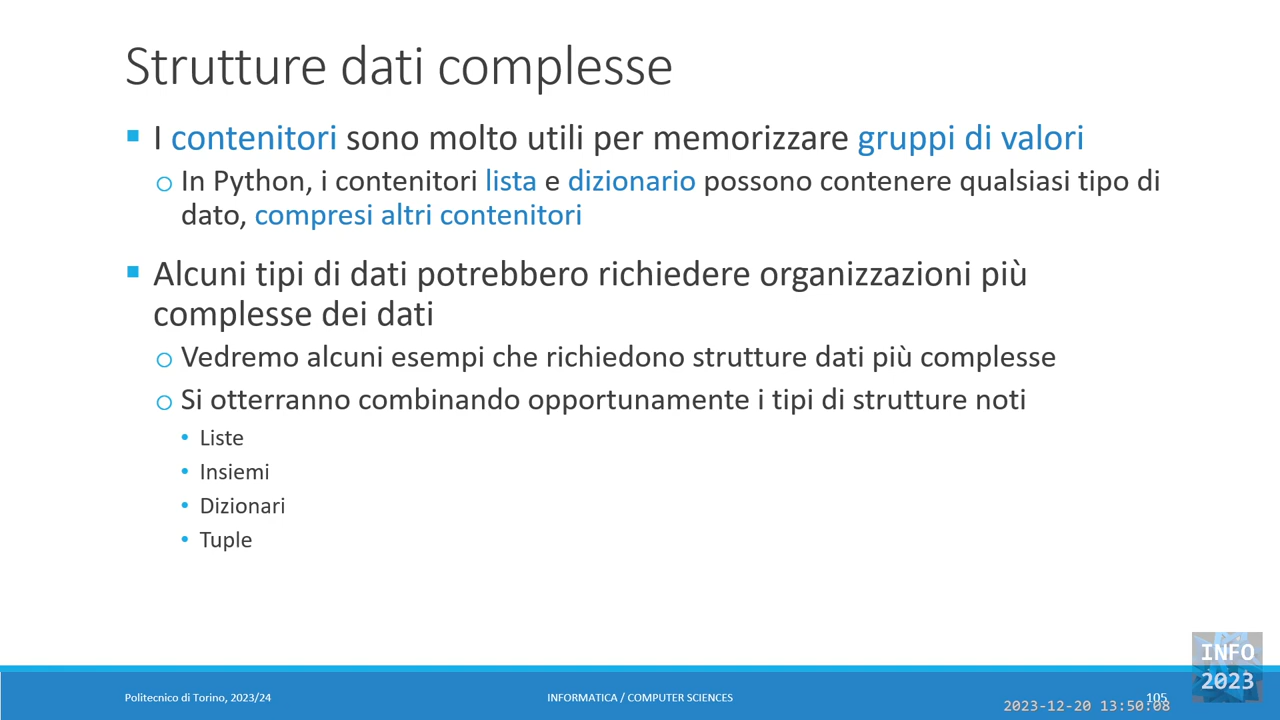 Strutture dati complesse
▪ I contenitori sono molto utili per memorizzare gruppi di valori
o In Python, i contenitori lista e dizionario possono contenere qualsiasi tipo di
dato, compresi altri contenitori
▪ Alcuni tipi di dati potrebbero richiedere organizzazioni più
complesse dei dati
o Vedremo alcuni esempi che richiedono strutture dati più complesse
o Si otterranno combinando opportunamente i tipi di strutture noti
• Liste
• Insiemi
• Dizionari
• Tuple
INFO
2023
Politecnico di Torino, 2023/24
INFORMATICA / COMPUTER SCIENCES
105
2023-12-20 13:50:08